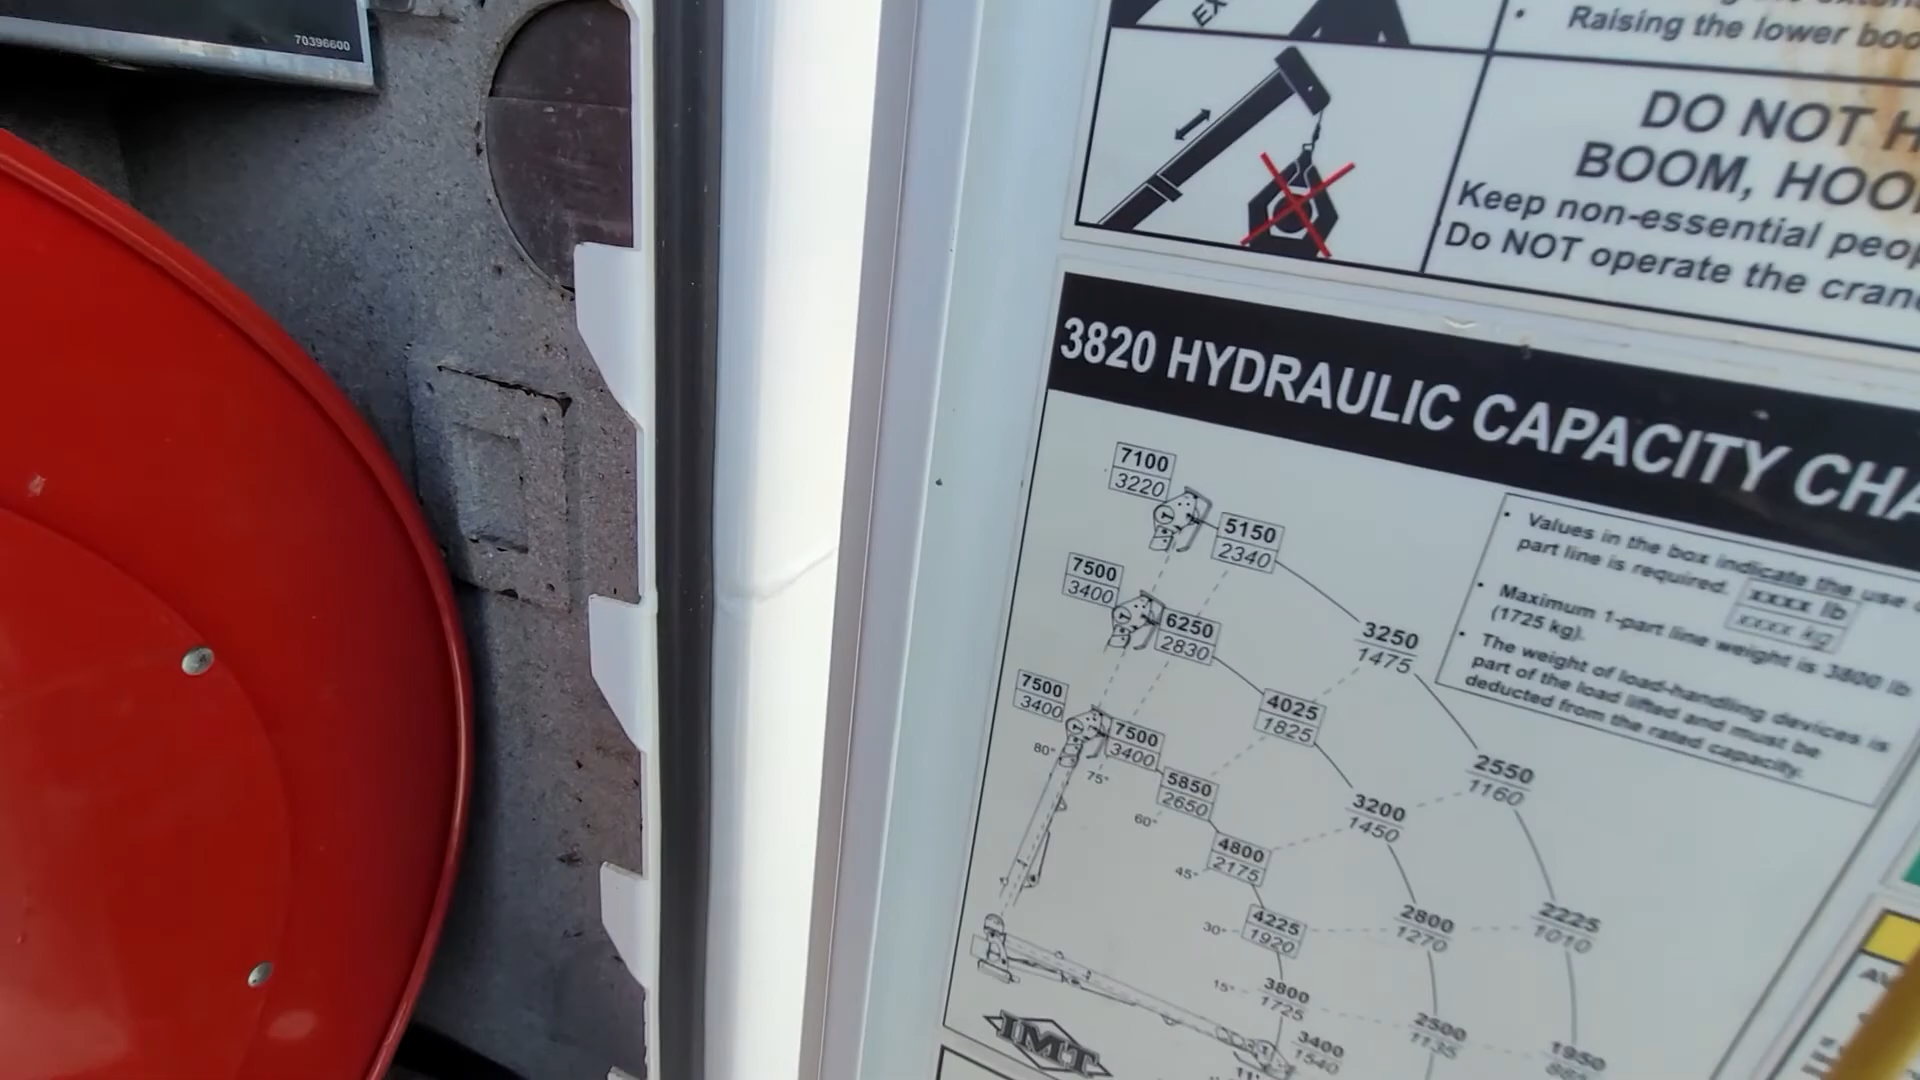 70396600
EX
• Raising the lower boo
DO NOT H
BOOM, HOO
Keep non-essential peop
Do NOT operate the cran
3820 HYDRAULIC CAPACITY CHA
7100
3220
5150
2340
• Values in the box indicate the use
part line is required.
xxxx lb
xxxx kg
• Maximum 1-part line weight is 3800 lb
(1725 kg).
• The weight of load-handling devices is
part of the load lifted and must be
deducted from the rated capacity.
7500
3400
6250
2830
3250
1475
7500
3400
4025
1825
80°
7500
3400
75°
5850
2650
2550
1160
60°
3200
1450
4800
2175
45°
4225
1920
30°
2800
1270
2225
1010
15°
3800
1725
2500
1135
1950
IMT
3400
1540
11'